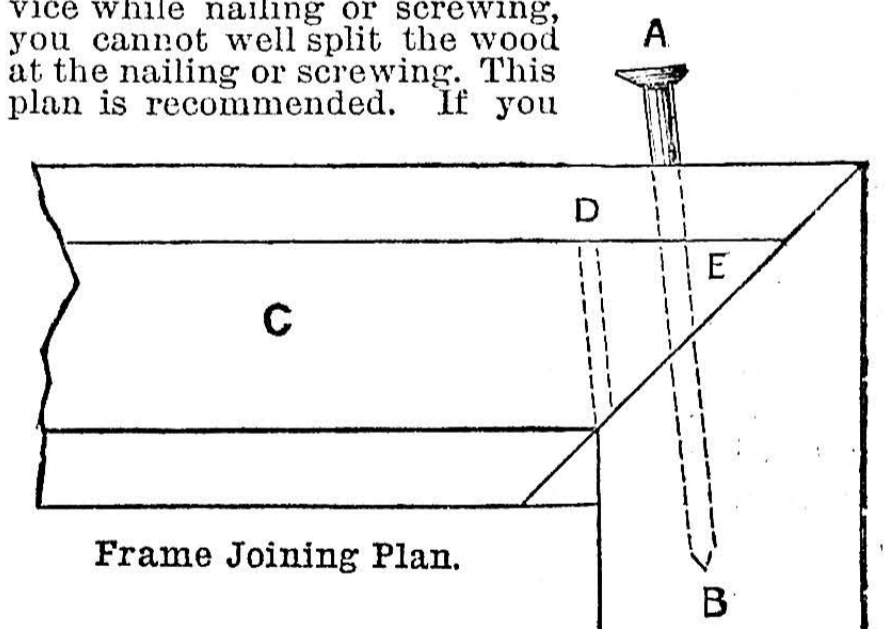 vice while nailing or screwing,
you cannot well split the wood
at the nailing or screwing. This
plan is recommended. If you
A
D
E
C
Frame Joining Plan.
B